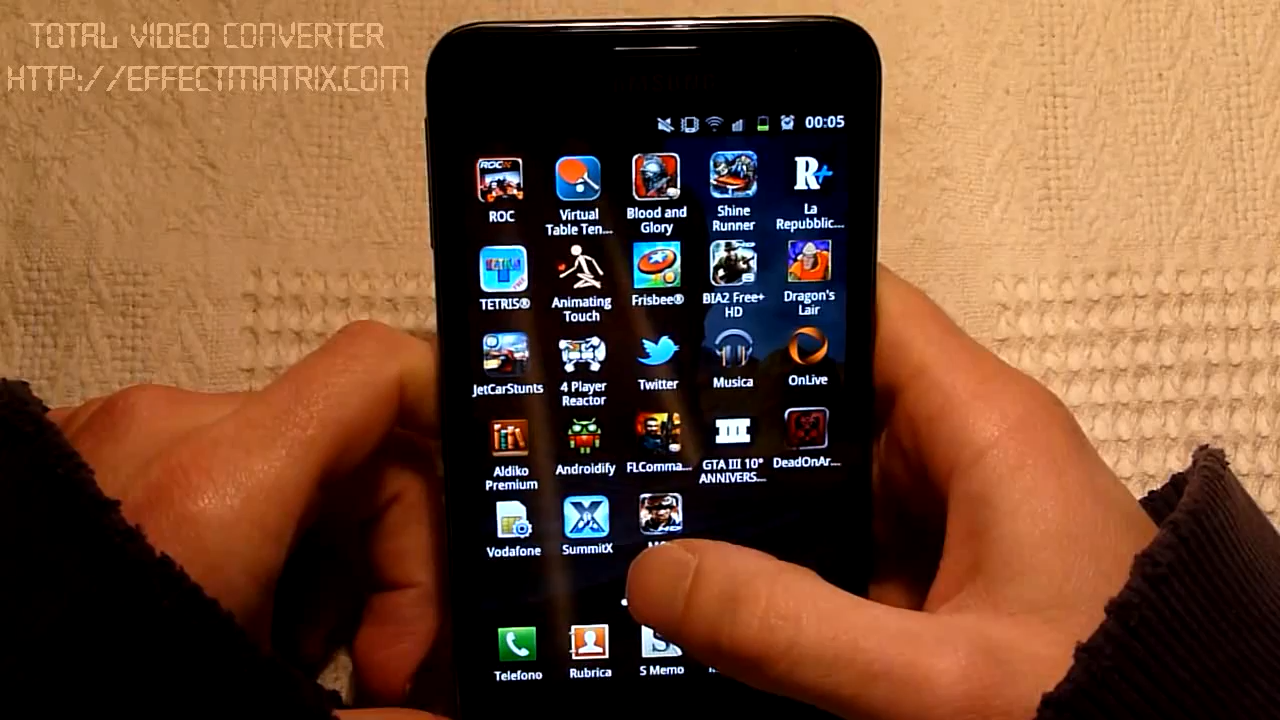 TOTAL VIDEO CONVERTER
HTTP://EFFECTMATRIX.COM
SAMSUNG
00:05
ROC
Virtual Table Ten...
Blood and Glory
Shine Runner
R+
La Repubblic...
TETRIS®
Animating Touch
Frisbee®
BIA2 Free+ HD
Dragon's Lair
JetCarStunts
4 Player Reactor
Twitter
Musica
OnLive
Aldiko Premium
Androidify
FLComma...
III
GTA III 10° ANNIVERS...
DeadOnAr...
Vodafone
SummitX
Telefono
Rubrica
S Memo